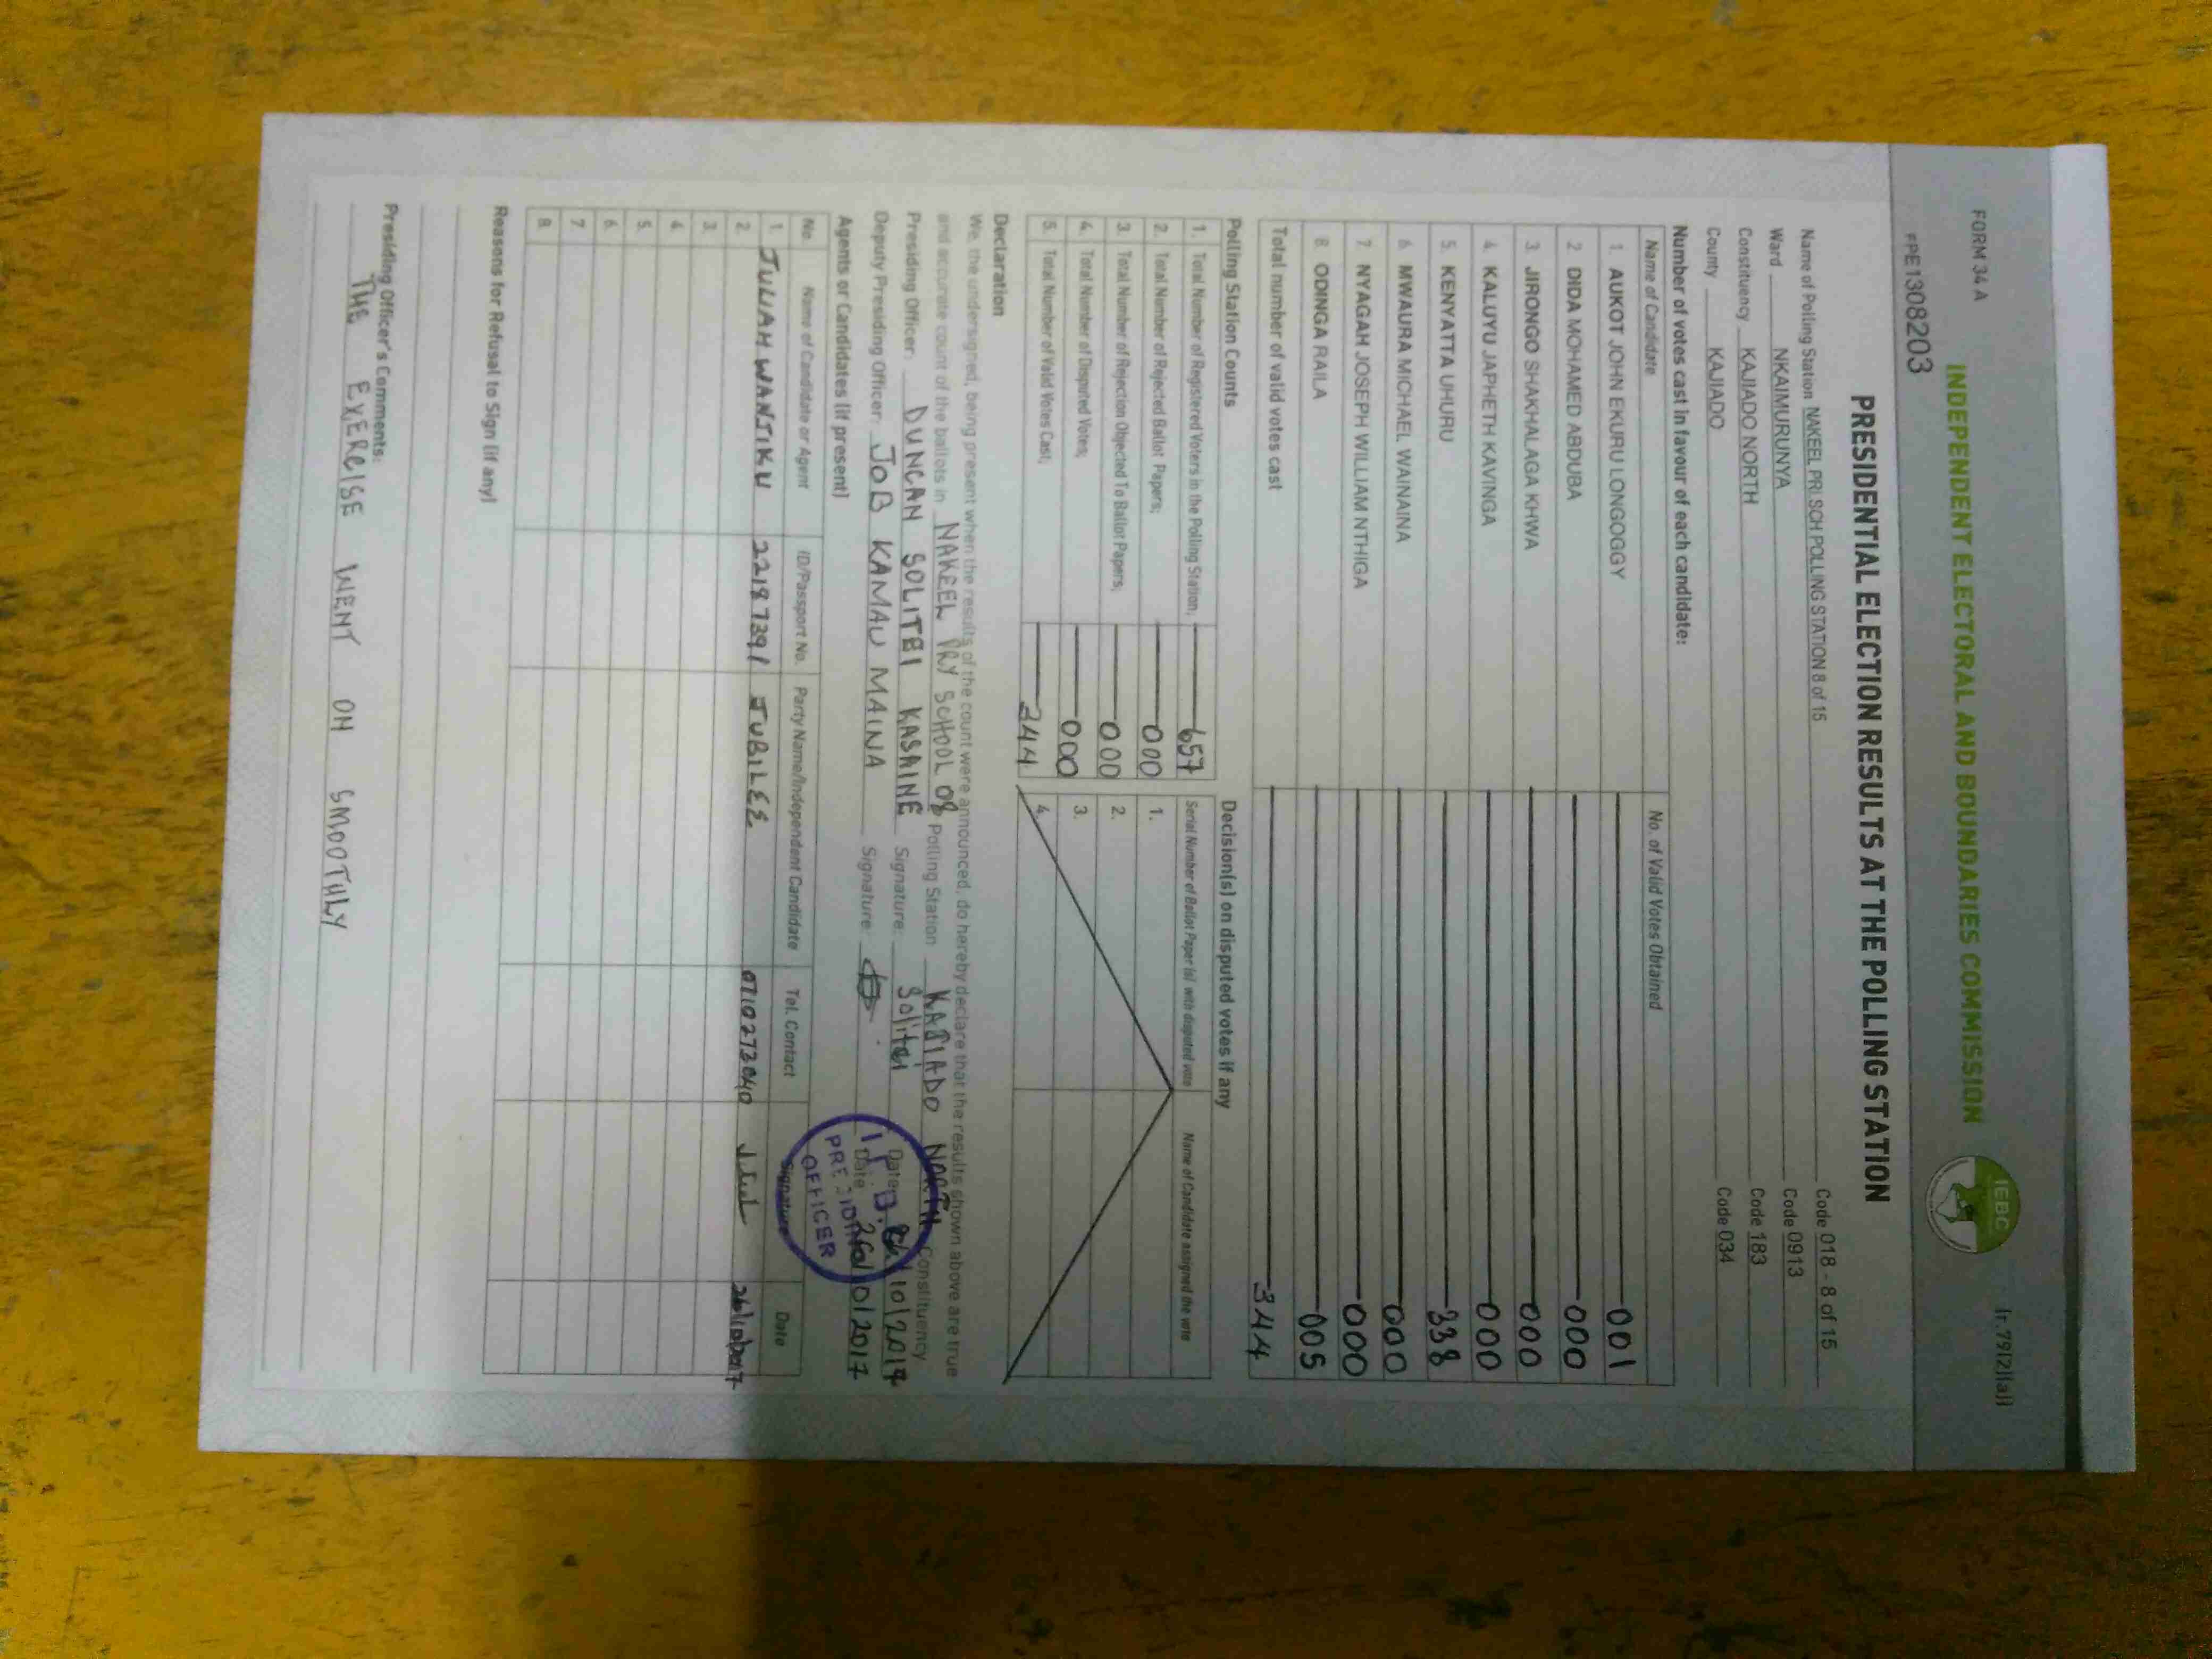 FORM 34 A
INDEPENDENT ELECTORAL AND BOUNDARIES COMMISSION
IEBC
(r.79(2)(a))
FPE1308203
PRESIDENTIAL ELECTION RESULTS AT THE POLLING STATION
Name of Polling Station NAKEEL PRI SCH POLLING STATION 8 of 15 Code 018 - 8 of 15
Ward NKAIMURUNYA Code 0913
Constituency KAJIADO NORTH Code 183
County KAJIADO Code 034
Number of votes cast in favour of each candidate:
Name of Candidate No. of Valid Votes Obtained
1. AUKOT JOHN EKURU LONGOGGY 001
2 DIDA MOHAMED ABDUBA 000
3. JIRONGO SHAKHALAGA KHWA 000
4. KALUYU JAPHETH KAVINGA 000
5. KENYATTA UHURU 338
6 MWAURA MICHAEL WAINAINA 000
7. NYAGAH JOSEPH WILLIAM NTHIGA 000
8 ODINGA RAILA 005
Total number of valid votes cast 344
Polling Station Counts
1. Total Number of Registered Voters in the Polling Station; 657
2. Total Number of Rejected Ballot Papers; 000
3. Total Number of Rejection Objected To Ballot Papers; 000
4. Total Number of Disputed Votes; 000
5. Total Number of Valid Votes Cast; 344
Decision(s) on disputed votes if any
Serial Number of Ballot Paper (s) with disputed vote Name of Candidate assigned the vote
1.
2.
3.
4.
Declaration
We, the undersigned, being present when the results of the count were announced, do hereby declare that the results shown above are true
and accurate count of the ballots in NAKEEL PRY SCHOOL 08 Polling Station KAJIADO NORTH Constituency
Presiding Officer: DUNCAN SOLITEI KASAINE Signature: Solitei Date: 10/2017
Deputy Presiding Officer: JOB KAMAU MAINA Signature: Date 26/10/2017
PRESIDING
OFFICER
Agents or Candidates (if present)
No. Name of Candidate or Agent ID/Passport No. Party Name/Independent Candidate Tel. Contact Signature Date
1. JULIAH WANJIKU 22187391 JUBILEE 0710273040 26/10/2017
2.
3.
4.
5.
6.
7.
8.
Reasons for Refusal to Sign (if any)
Presiding Officer's Comments:
THE EXERCISE WENT ON SMOOTHLY